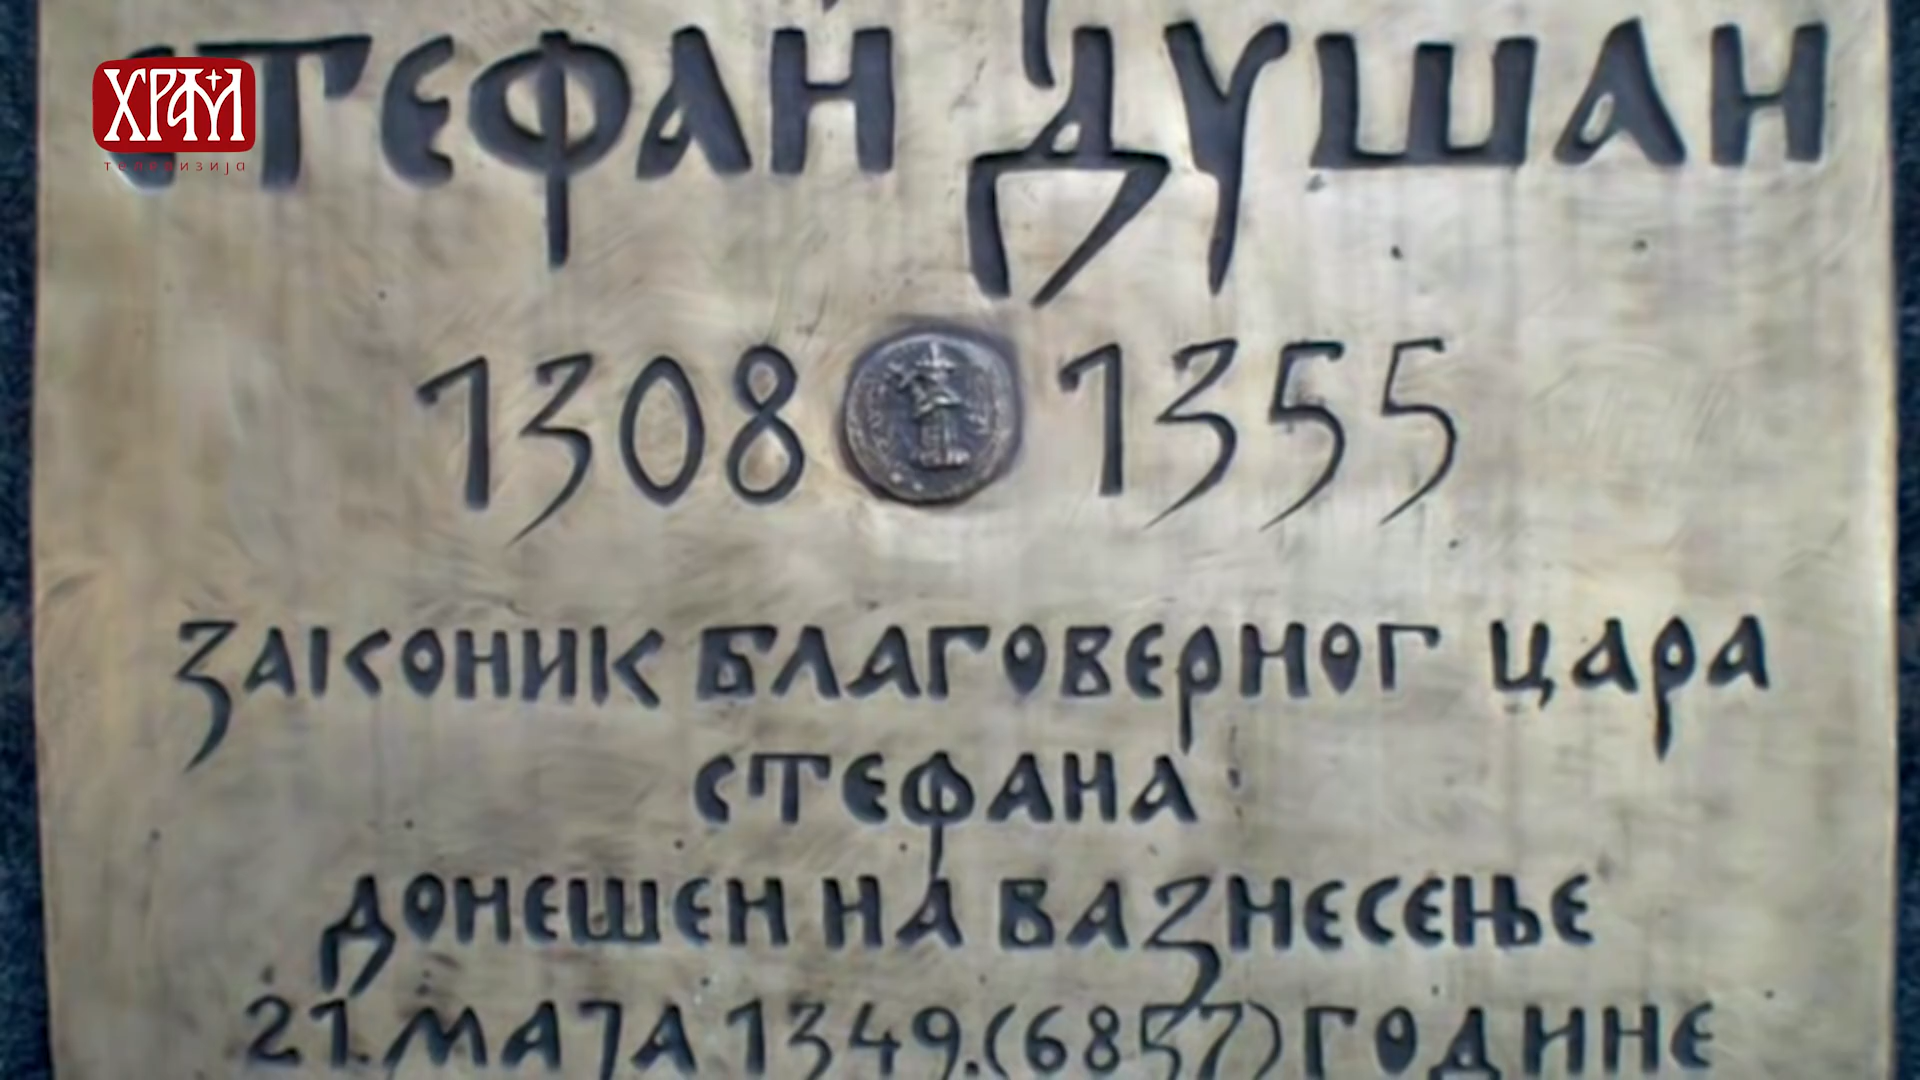 СТЕФАН ДУШАН
ХРАМ
телевизија
1308 1355
ЗАКОНИК БЛАГОВЕРНОГ ЦАРА
СТЕФАНА
ДОНЕШЕН НА ВАЗНЕСЕЊЕ
21. МАЈА 1349. (6857) ГОДИНЕ